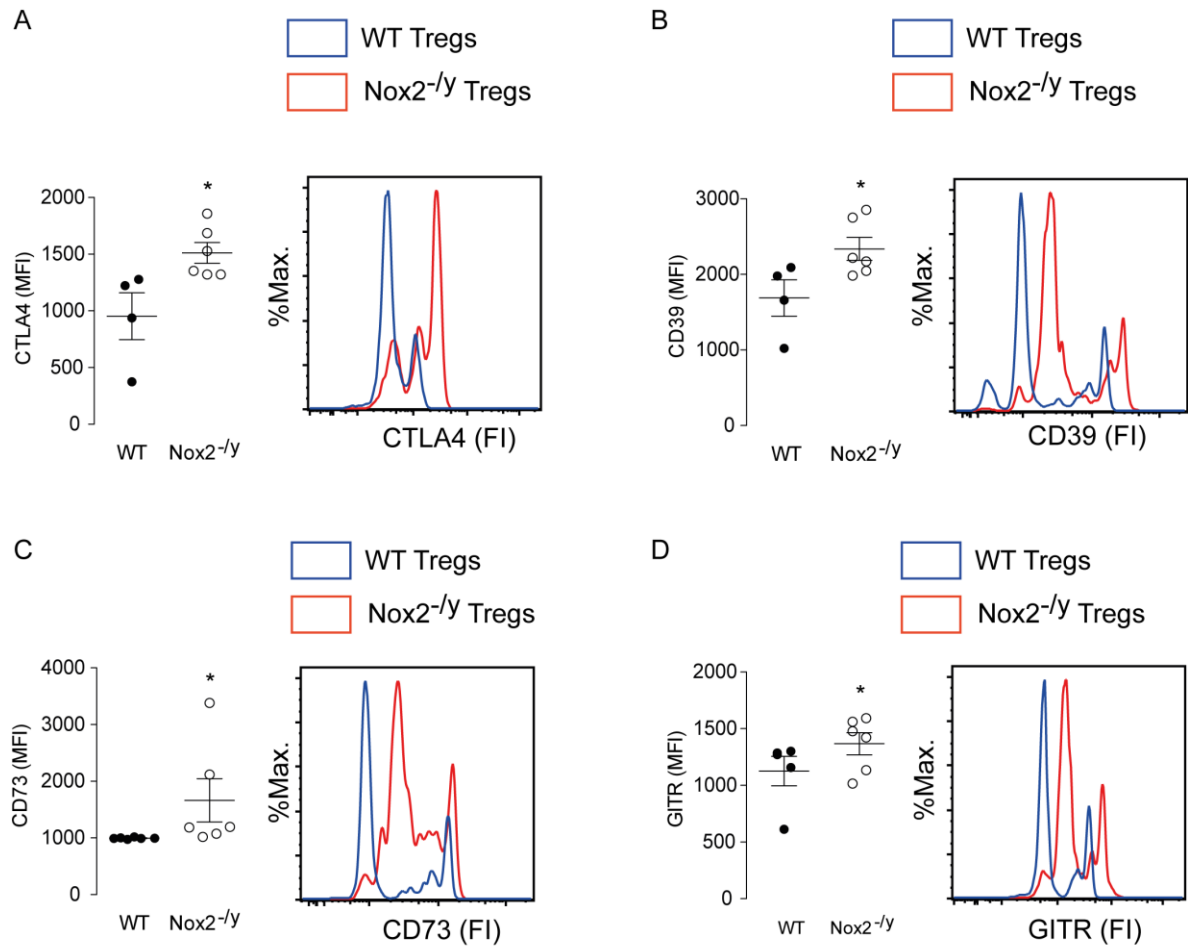 A
WT Tregs
Nox2-/y Tregs
2000
1500
1000
500
0
CTLA4 (MFI)
*
WT Nox2-/y
%Max.
CTLA4 (FI)
B
WT Tregs
Nox2-/y Tregs
3000
2000
1000
0
CD39 (MFI)
*
WT Nox2-/y
%Max.
CD39 (FI)
C
WT Tregs
Nox2-/y Tregs
4000
3000
2000
1000
0
CD73 (MFI)
*
WT Nox2-/y
%Max.
CD73 (FI)
D
WT Tregs
Nox2-/y Tregs
2000
1500
1000
500
0
GITR (MFI)
*
WT Nox2-/y
%Max.
GITR (FI)